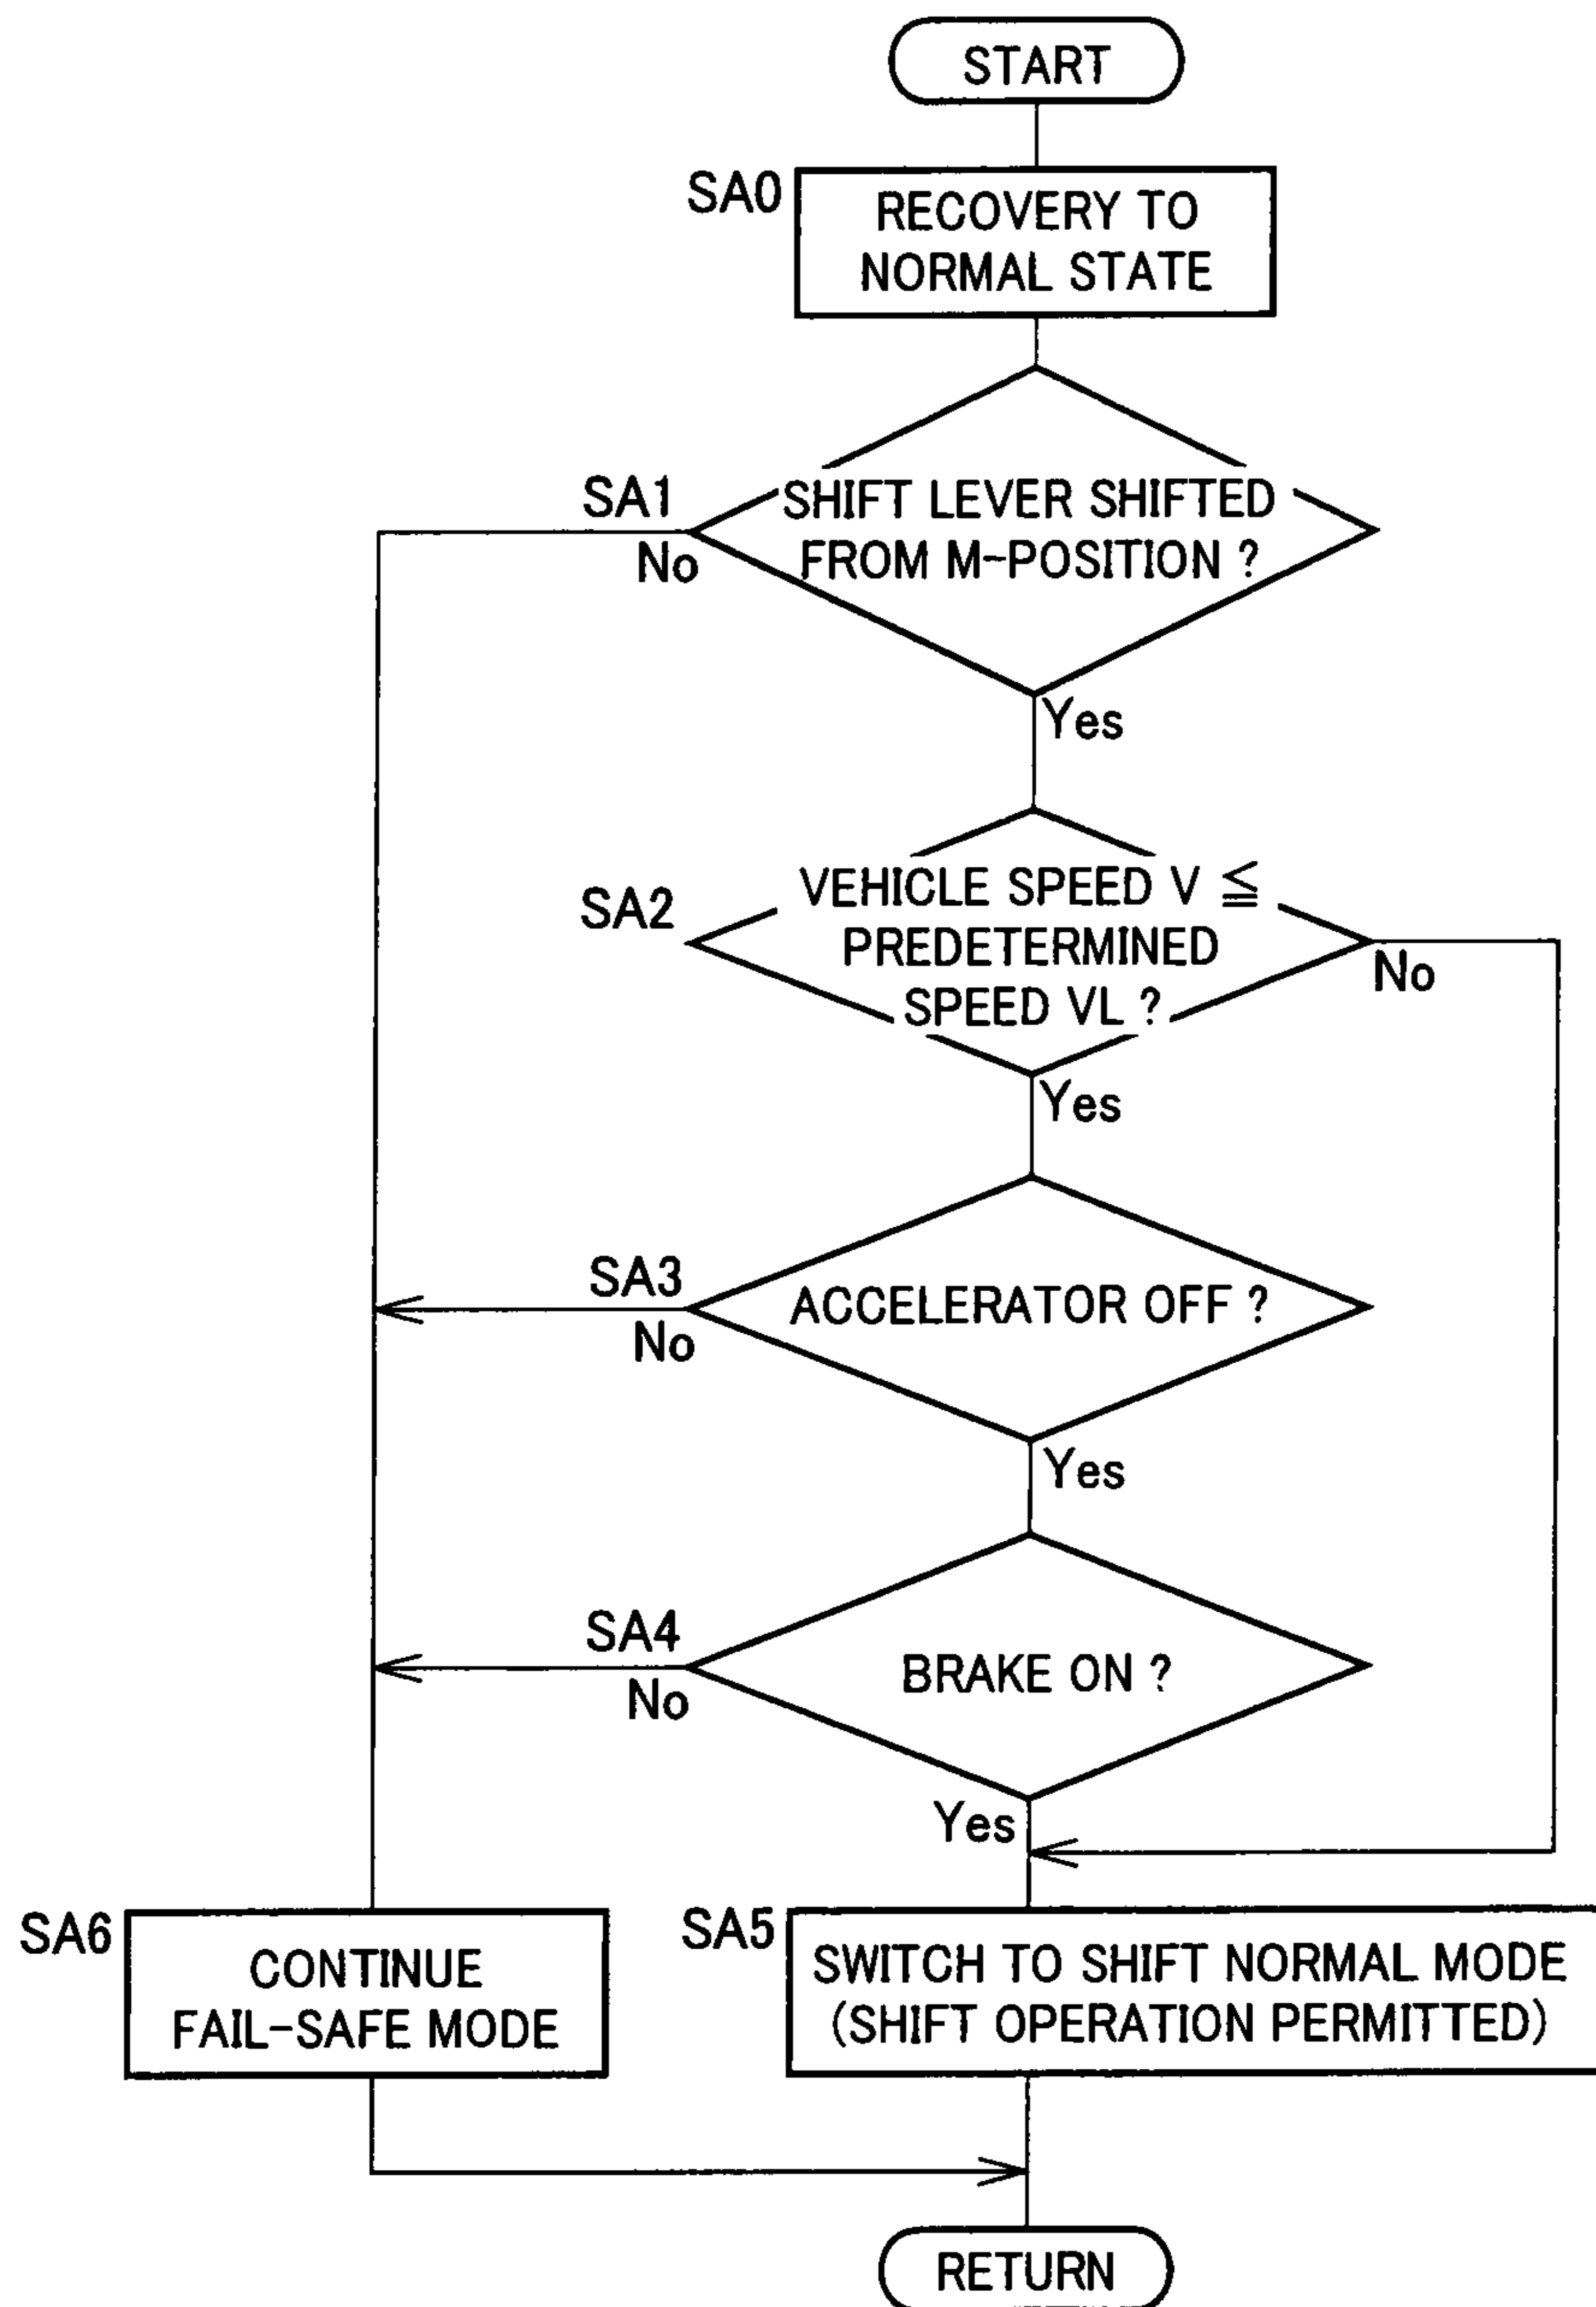 START
SA0
RECOVERY TO
NORMAL STATE
SA1
SHIFT LEVER SHIFTED
FROM M-POSITION ?
No
Yes
SA2
VEHICLE SPEED V ≦
PREDETERMINED
SPEED VL ?
No
Yes
SA3
ACCELERATOR OFF ?
No
Yes
SA4
BRAKE ON ?
No
Yes
SA6
CONTINUE
FAIL-SAFE MODE
SA5
SWITCH TO SHIFT NORMAL MODE
(SHIFT OPERATION PERMITTED)
RETURN